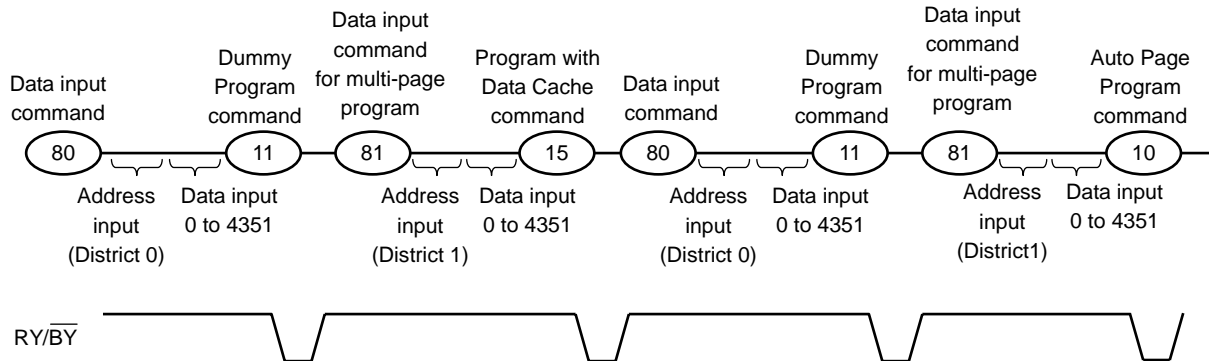 Data input
command
Dummy
Program
command
Data input
command
for multi-page
program
Program with
Data Cache
command
Data input
command
Dummy
Program
command
Data input
command
for multi-page
program
Auto Page
Program
command
80
11
81
15
80
11
81
10
Address
input
(District 0)
Data input
0 to 4351
Address
input
(District 1)
Data input
0 to 4351
Address
input
(District 0)
Data input
0 to 4351
Address
input
(District1)
Data input
0 to 4351
RY/B̅Y̅